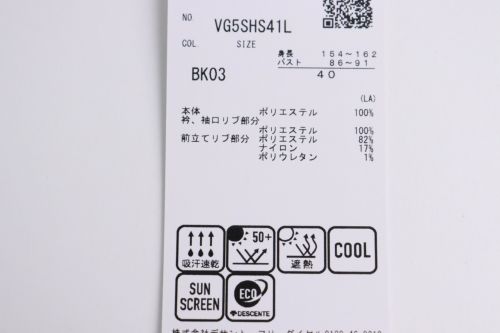 NO. VG5SHS41L
COL. SIZE
身長 154～162
バスト 86～91
BK03 40
(LA)
本体 ポリエステル 100%
衿、袖口リブ部分
ポリエステル 100%
前立てリブ部分 ポリエステル 82%
ナイロン 17%
ポリウレタン 1%
吸汗速乾
50+
遮熱
COOL
SUN SCREEN
ECO DESCENTE